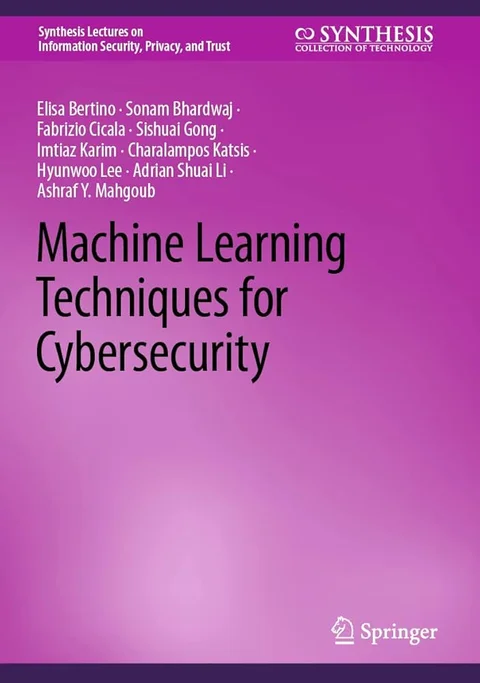 Synthesis Lectures on
Information Security, Privacy, and Trust
SYNTHESIS
COLLECTION OF TECHNOLOGY
Elisa Bertino · Sonam Bhardwaj ·
Fabrizio Cicala · Sishuai Gong ·
Imtiaz Karim · Charalampos Katsis ·
Hyunwoo Lee · Adrian Shuai Li ·
Ashraf Y. Mahgoub
Machine Learning
Techniques for
Cybersecurity
Springer